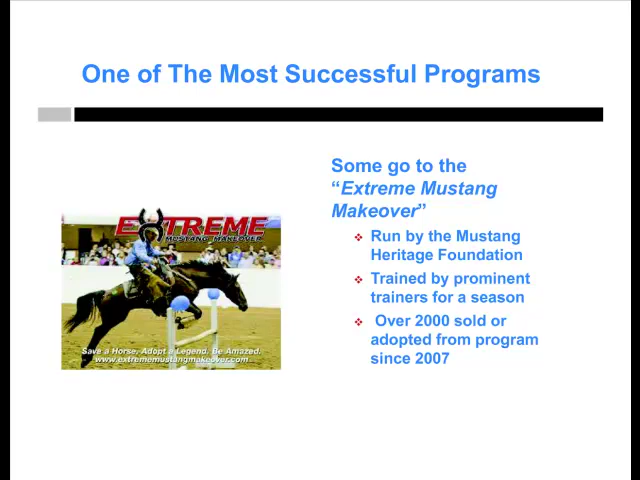 One of The Most Successful Programs
Some go to the
“Extreme Mustang
Makeover”
Run by the Mustang
Heritage Foundation
Trained by prominent
trainers for a season
Over 2000 sold or
adopted from program
since 2007
EXTREME
MUSTANG MAKEOVER
Save a Horse, Adopt a Legend. Be Amazed.
www.extrememustangmakeover.com